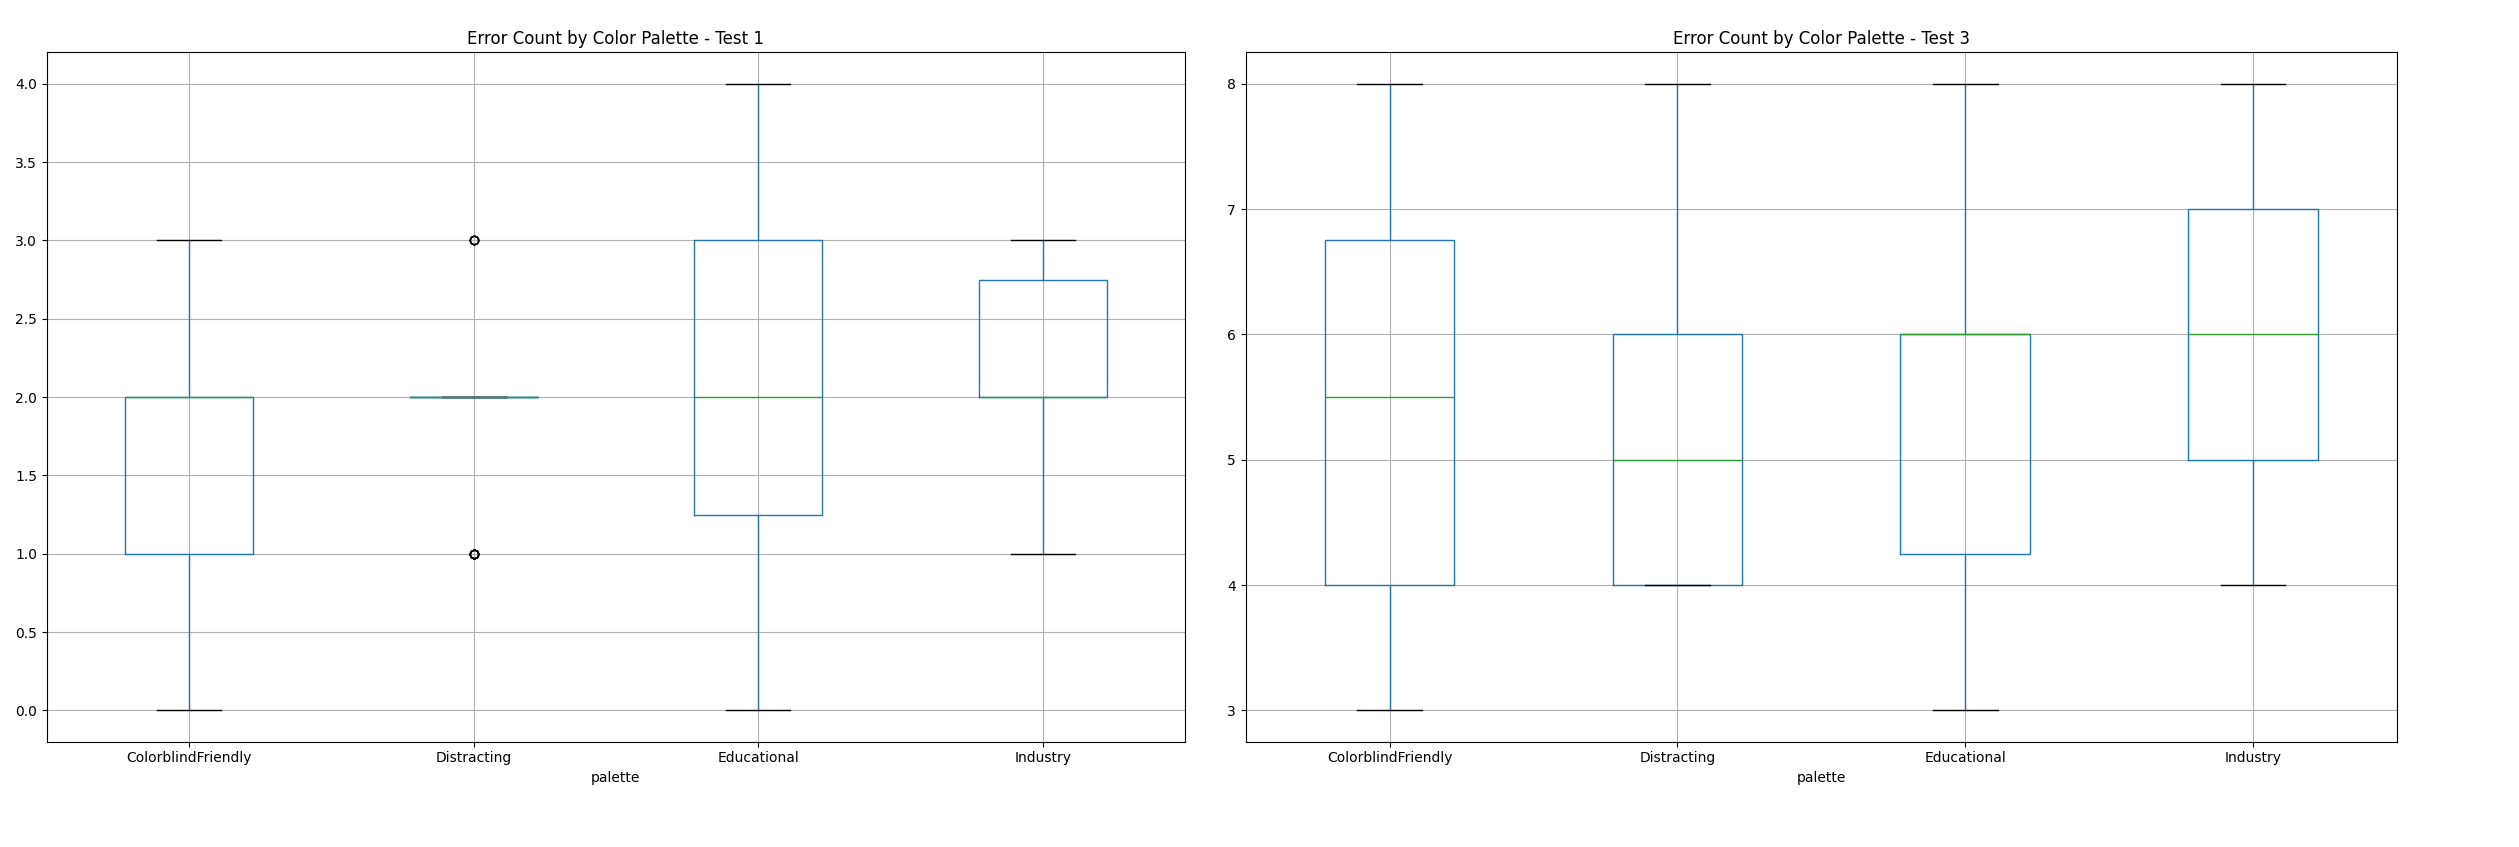 Error Count by Color Palette - Test 1
4.0
3.5
3.0
2.5
2.0
1.5
1.0
0.5
0.0
ColorblindFriendly Distracting Educational Industry
palette
Error Count by Color Palette - Test 3
8
7
6
5
4
3
ColorblindFriendly Distracting Educational Industry
palette